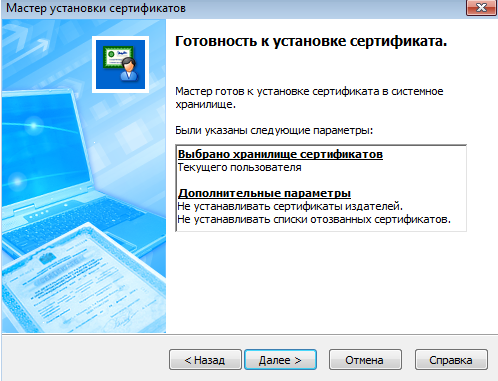 Мастер установки сертификатов
Готовность к установке сертификата.
Мастер готов к установке сертификата в системное
хранилище.
Были указаны следующие параметры:
Выбрано хранилище сертификатов
Текущего пользователя
Дополнительные параметры
Не устанавливать сертификаты издателей.
Не устанавливать списки отозванных сертификатов.
< Назад
Далее >
Отмена
Справка